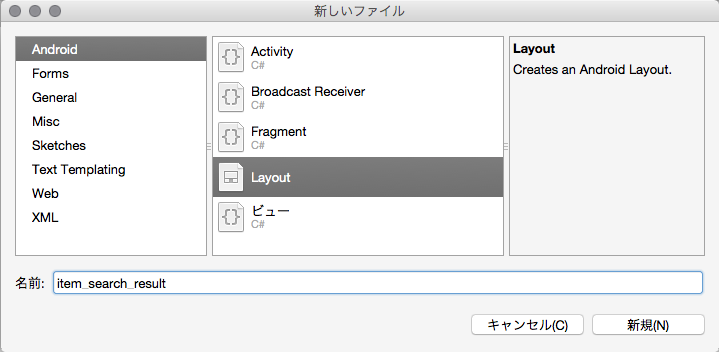 新しいファイル
Android
Forms
General
Misc
Sketches
Text Templating
Web
XML
Activity
C#
Broadcast Receiver
C#
Fragment
C#
Layout
ビュー
C#
Layout
Creates an Android Layout.
名前: item_search_result
キャンセル(C) 新規(N)